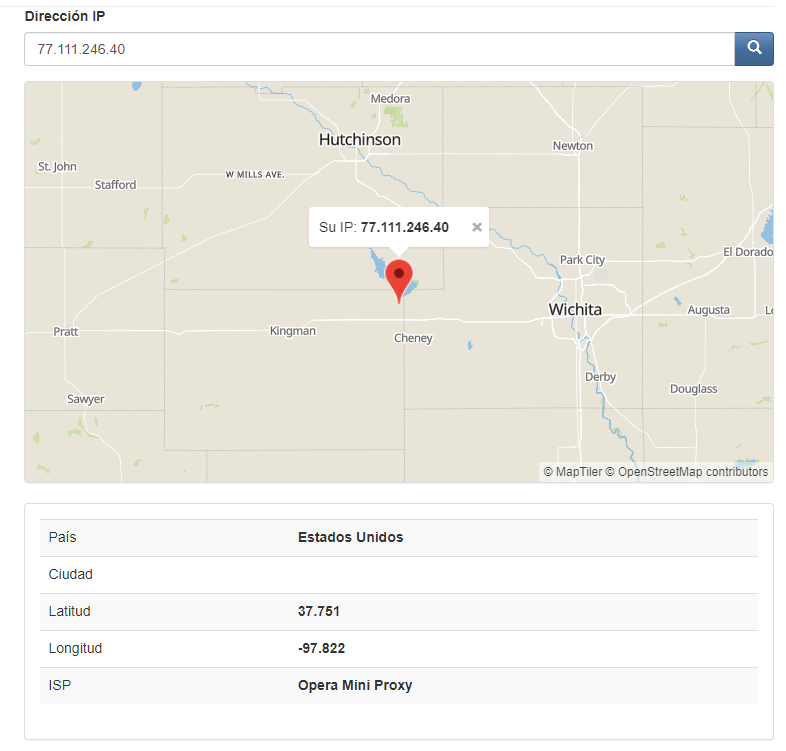 Dirección IP
77.111.246.40
Medora
Hutchinson
Newton
St. John
W MILLS AVE.
Stafford
Su IP: 77.111.246.40 ×
El Dorado
Park City
Wichita
Augusta
Le
Pratt
Kingman
Cheney
Derby
Douglass
Sawyer
© MapTiler © OpenStreetMap contributors
País Estados Unidos
Ciudad
Latitud 37.751
Longitud -97.822
ISP Opera Mini Proxy